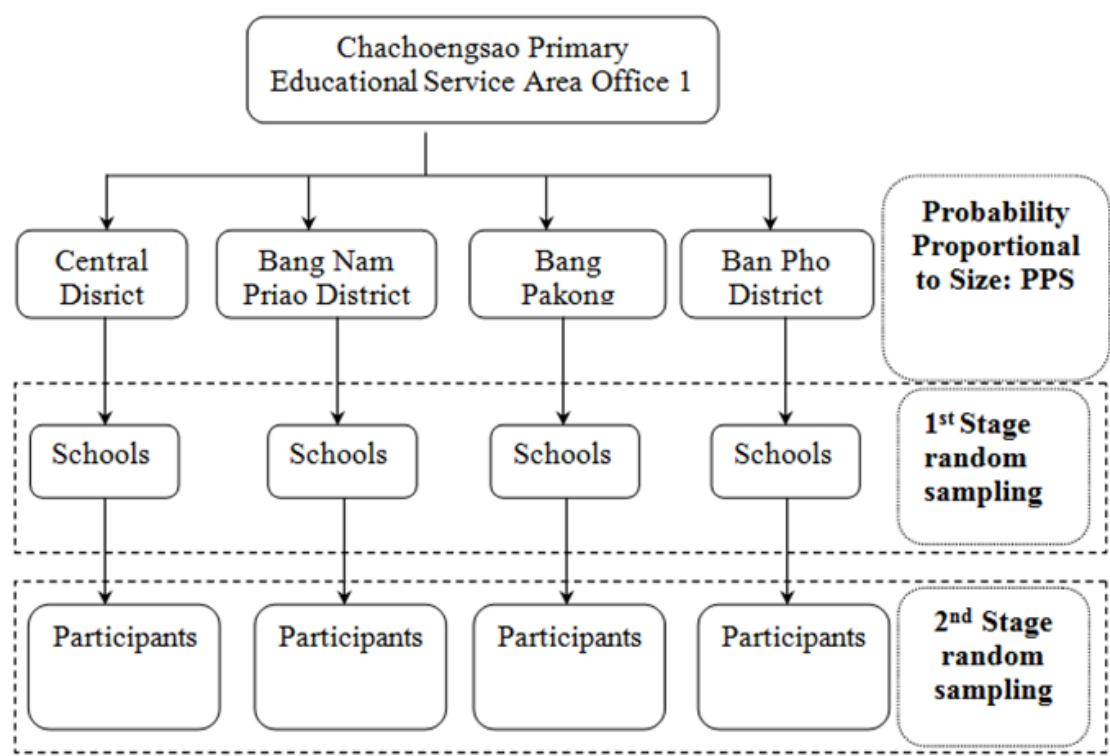 Chachoengsao Primary
Educational Service Area Office 1
Central
Disrict
Bang Nam
Priao District
Bang
Pakong
Ban Pho
District
Probability
Proportional
to Size: PPS
Schools
Schools
Schools
Schools
1st Stage
random
sampling
Participants
Participants
Participants
Participants
2nd Stage
random
sampling